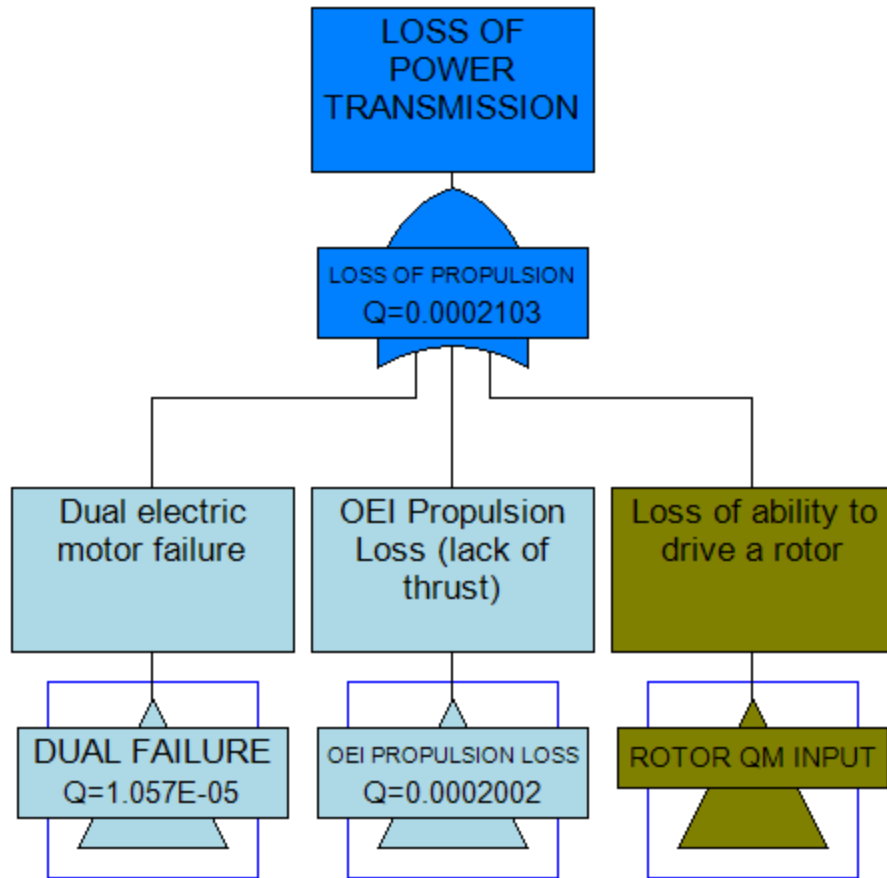 LOSS OF
POWER
TRANSMISSION
LOSS OF PROPULSION
Q=0.0002103
Dual electric
motor failure
OEI Propulsion
Loss (lack of
thrust)
Loss of ability to
drive a rotor
DUAL FAILURE
Q=1.057E-05
OEI PROPULSION LOSS
Q=0.0002002
ROTOR QM INPUT